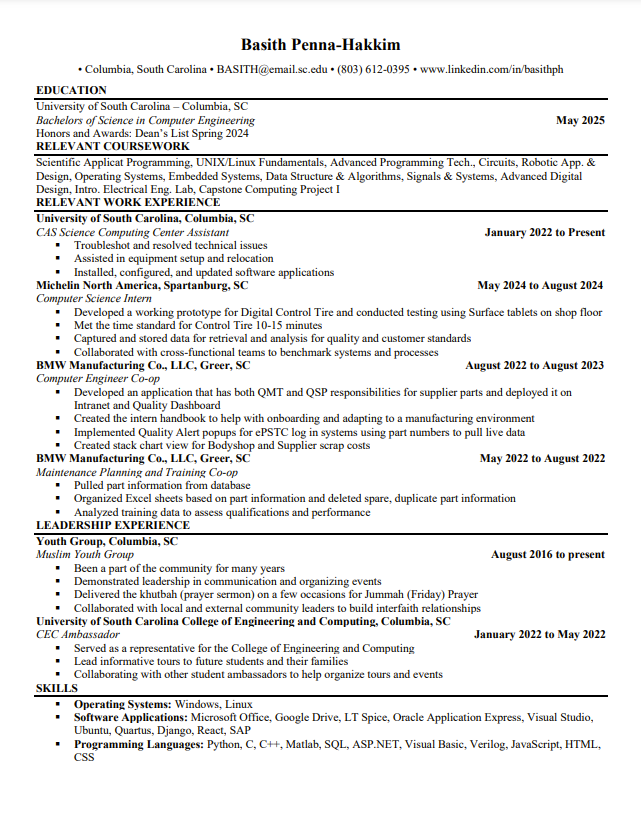 Basith Penna-Hakkim
• Columbia, South Carolina • BASITH@email.sc.edu • (803) 612-0395 • www.linkedin.com/in/basithph
EDUCATION
University of South Carolina – Columbia, SC
Bachelors of Science in Computer Engineering May 2025
Honors and Awards: Dean's List Spring 2024
RELEVANT COURSEWORK
Scientific Applicat Programming, UNIX/Linux Fundamentals, Advanced Programming Tech., Circuits, Robotic App. &
Design, Operating Systems, Embedded Systems, Data Structure & Algorithms, Signals & Systems, Advanced Digital
Design, Intro. Electrical Eng. Lab, Capstone Computing Project I
RELEVANT WORK EXPERIENCE
University of South Carolina, Columbia, SC
CAS Science Computing Center Assistant January 2022 to Present
▪ Troubleshot and resolved technical issues
▪ Assisted in equipment setup and relocation
▪ Installed, configured, and updated software applications
Michelin North America, Spartanburg, SC May 2024 to August 2024
Computer Science Intern
▪ Developed a working prototype for Digital Control Tire and conducted testing using Surface tablets on shop floor
▪ Met the time standard for Control Tire 10-15 minutes
▪ Captured and stored data for retrieval and analysis for quality and customer standards
▪ Collaborated with cross-functional teams to benchmark systems and processes
BMW Manufacturing Co., LLC, Greer, SC August 2022 to August 2023
Computer Engineer Co-op
▪ Developed an application that has both QMT and QSP responsibilities for supplier parts and deployed it on
Intranet and Quality Dashboard
▪ Created the intern handbook to help with onboarding and adapting to a manufacturing environment
▪ Implemented Quality Alert popups for ePSTC log in systems using part numbers to pull live data
▪ Created stack chart view for Bodyshop and Supplier scrap costs
BMW Manufacturing Co., LLC, Greer, SC May 2022 to August 2022
Maintenance Planning and Training Co-op
▪ Pulled part information from database
▪ Organized Excel sheets based on part information and deleted spare, duplicate part information
▪ Analyzed training data to assess qualifications and performance
LEADERSHIP EXPERIENCE
Youth Group, Columbia, SC
Muslim Youth Group August 2016 to present
▪ Been a part of the community for many years
▪ Demonstrated leadership in communication and organizing events
▪ Delivered the khutbah (prayer sermon) on a few occasions for Jummah (Friday) Prayer
▪ Collaborated with local and external community leaders to build interfaith relationships
University of South Carolina College of Engineering and Computing, Columbia, SC
CEC Ambassador January 2022 to May 2022
▪ Served as a representative for the College of Engineering and Computing
▪ Lead informative tours to future students and their families
▪ Collaborating with other student ambassadors to help organize tours and events
SKILLS
▪ Operating Systems: Windows, Linux
▪ Software Applications: Microsoft Office, Google Drive, LT Spice, Oracle Application Express, Visual Studio,
Ubuntu, Quartus, Django, React, SAP
▪ Programming Languages: Python, C, C++, Matlab, SQL, ASP.NET, Visual Basic, Verilog, JavaScript, HTML,
CSS